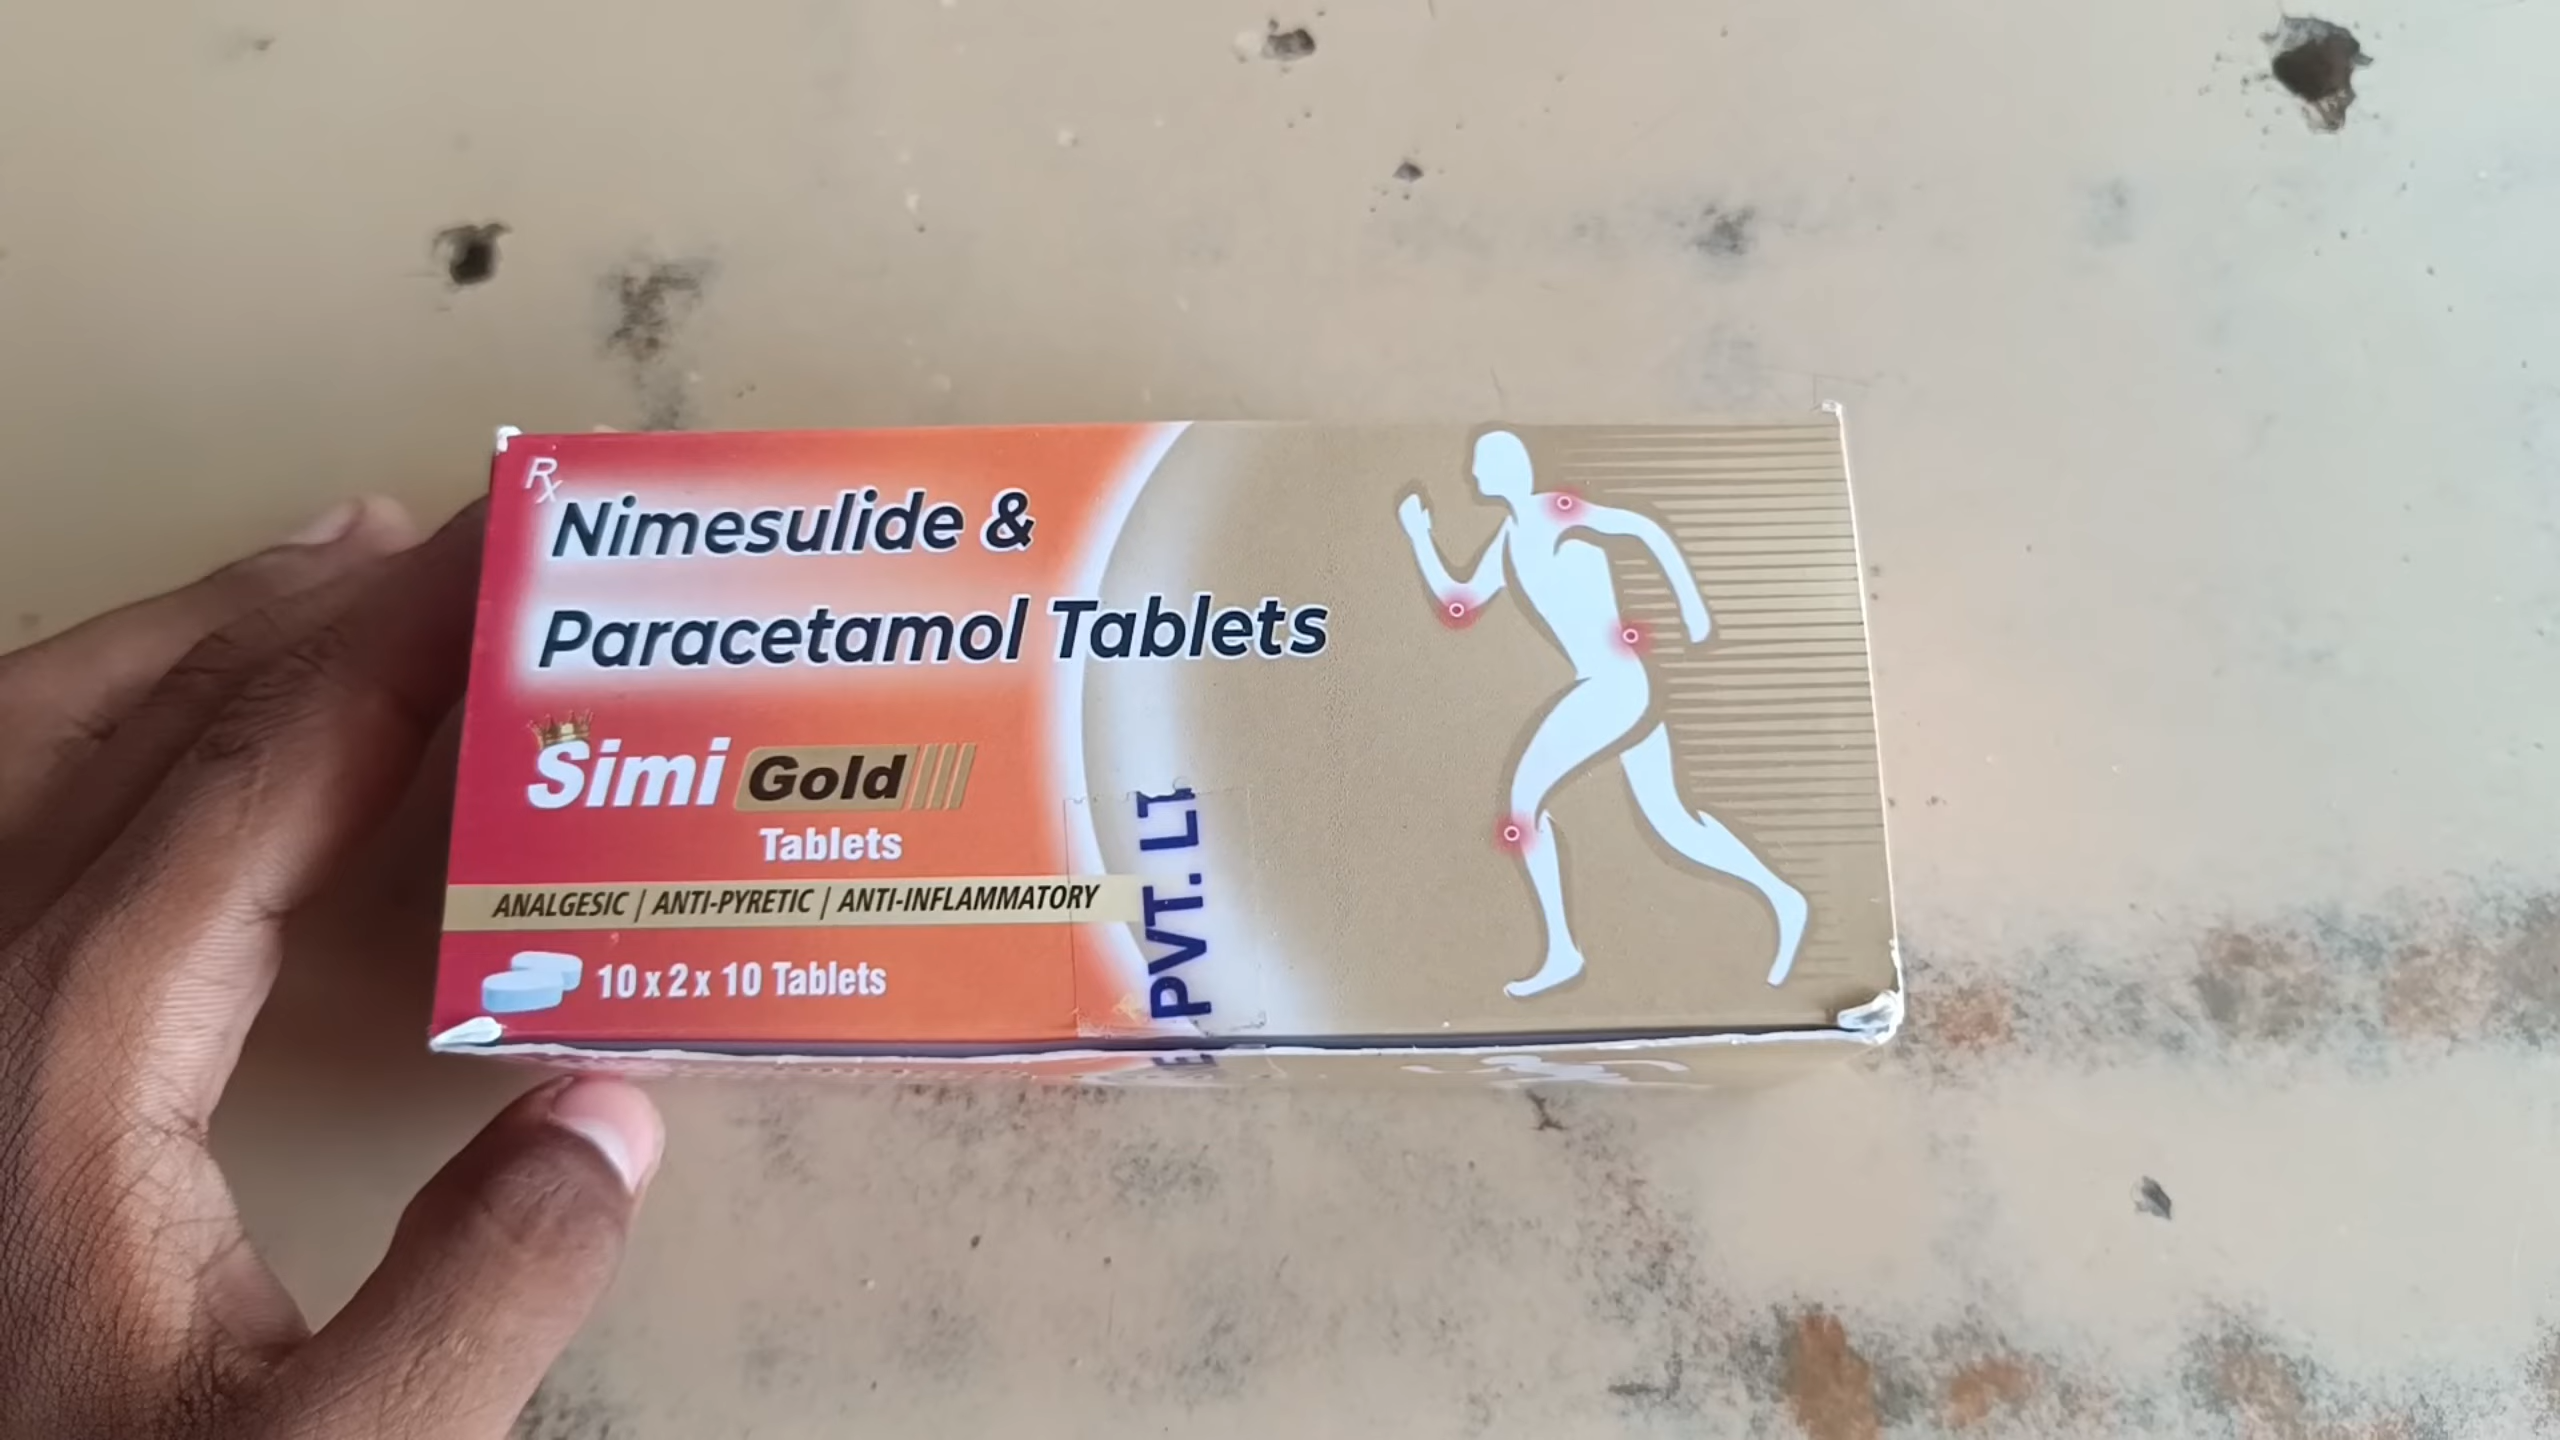 Rx
Nimesulide &
Paracetamol Tablets
Simi Gold
Tablets
ANALGESIC | ANTI-PYRETIC | ANTI-INFLAMMATORY
10 x 2 x 10 Tablets
PVT. LT